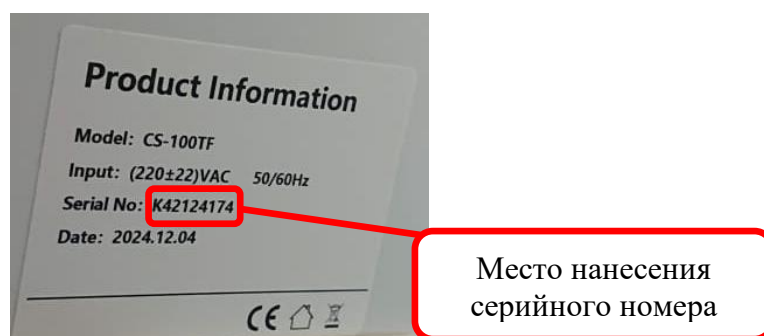 Product Information
Model: CS-100TF
Input: (220±22)VAC 50/60Hz
Serial No: K42124174
Date: 2024.12.04
CE
Место нанесения
серийного номера